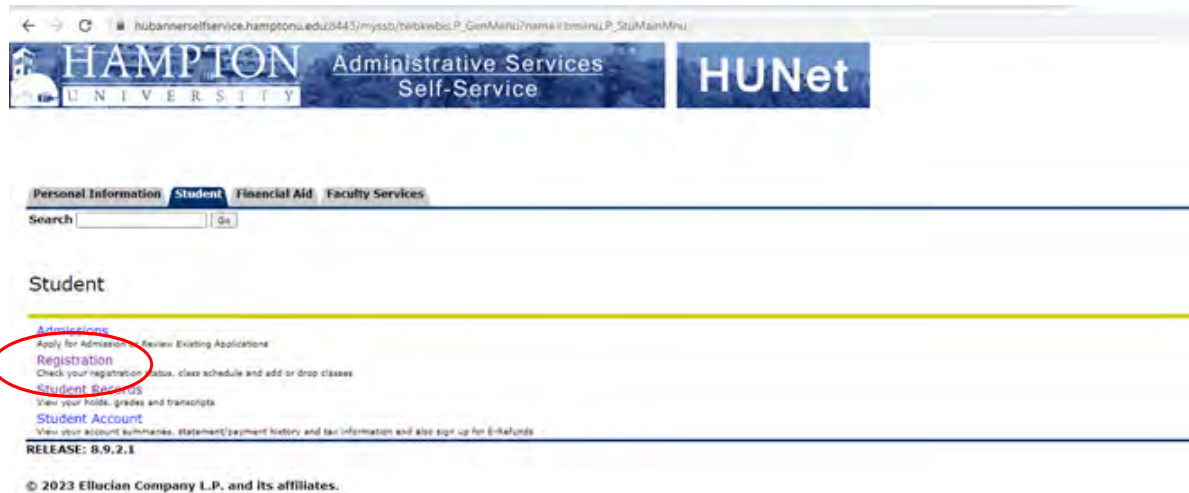 hubannerselfservice.hamptonu.edu:8443/myssb/twbkwbis.P_GenMenu?name=bmenu.P_StuMainMnu
HAMPTON
UNIVERSITY
Administrative Services
Self-Service
HUNet
Personal Information Student Financial Aid Faculty Services
Search Go
Student
Admissions
Apply for Admission or Review Existing Applications
Registration
Check your registration status, class schedule and add or drop classes
Student Records
View your holds, grades and transcripts
Student Account
View your account summaries, statement/payment history and tax information and also sign up for E-Refunds
RELEASE: 8.9.2.1
© 2023 Ellucian Company L.P. and its affiliates.